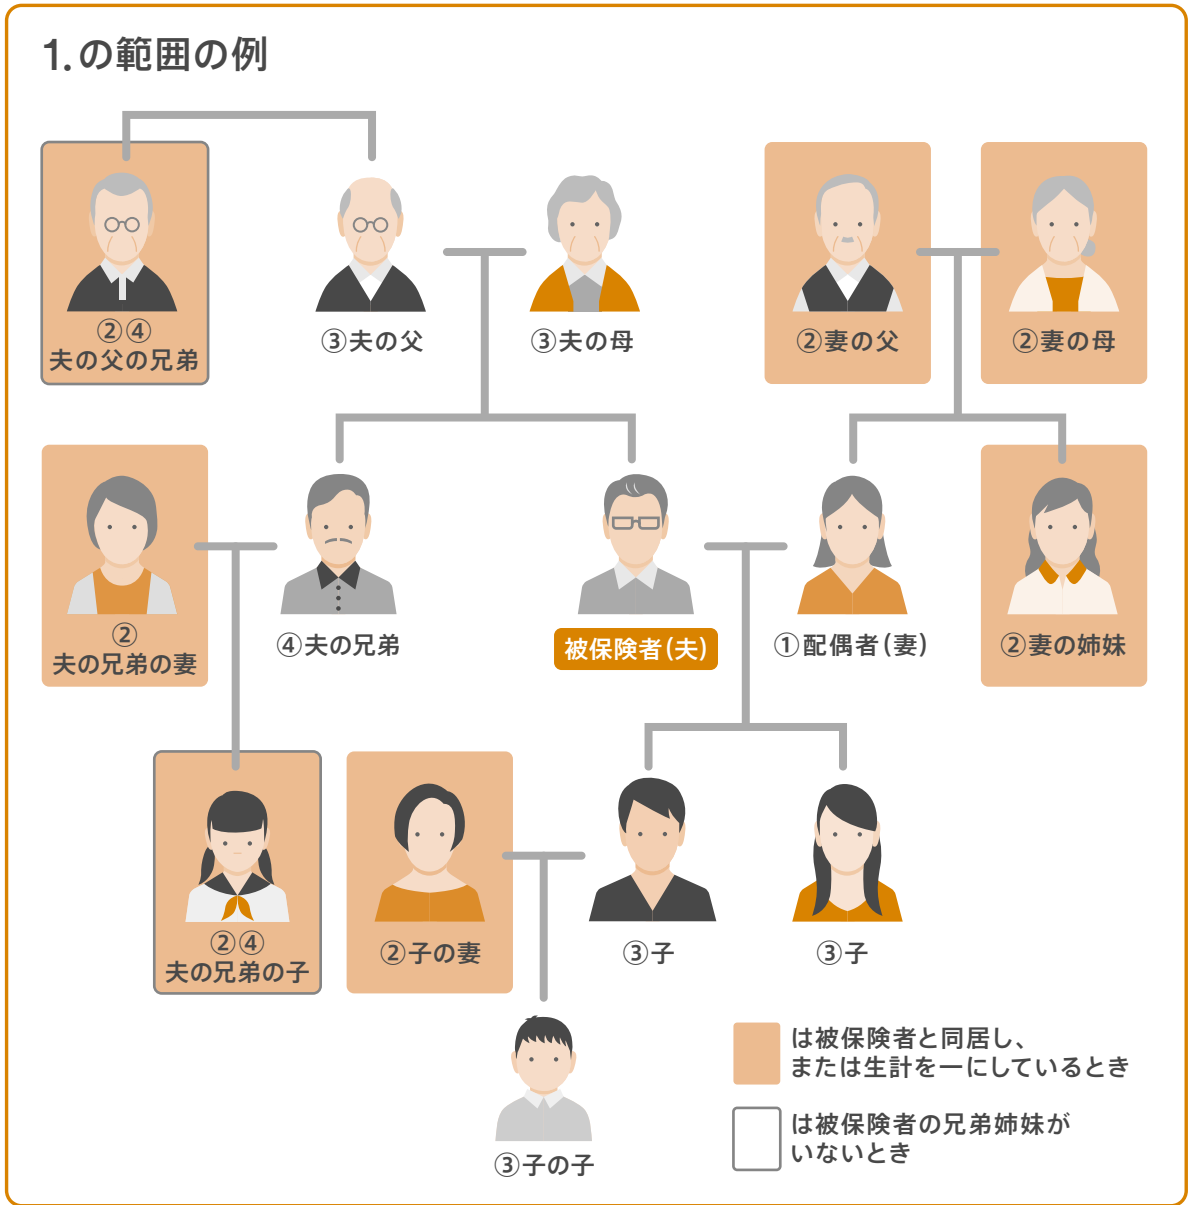 1.の範囲の例
②④
夫の父の兄弟
③夫の父
③夫の母
②妻の父
②妻の母
②
夫の兄弟の妻
④夫の兄弟
被保険者(夫)
①配偶者(妻)
②妻の姉妹
②④
夫の兄弟の子
②子の妻
③子
③子
③子の子
は被保険者と同居し、
または生計を一にしているとき
は被保険者の兄弟姉妹が
いないとき